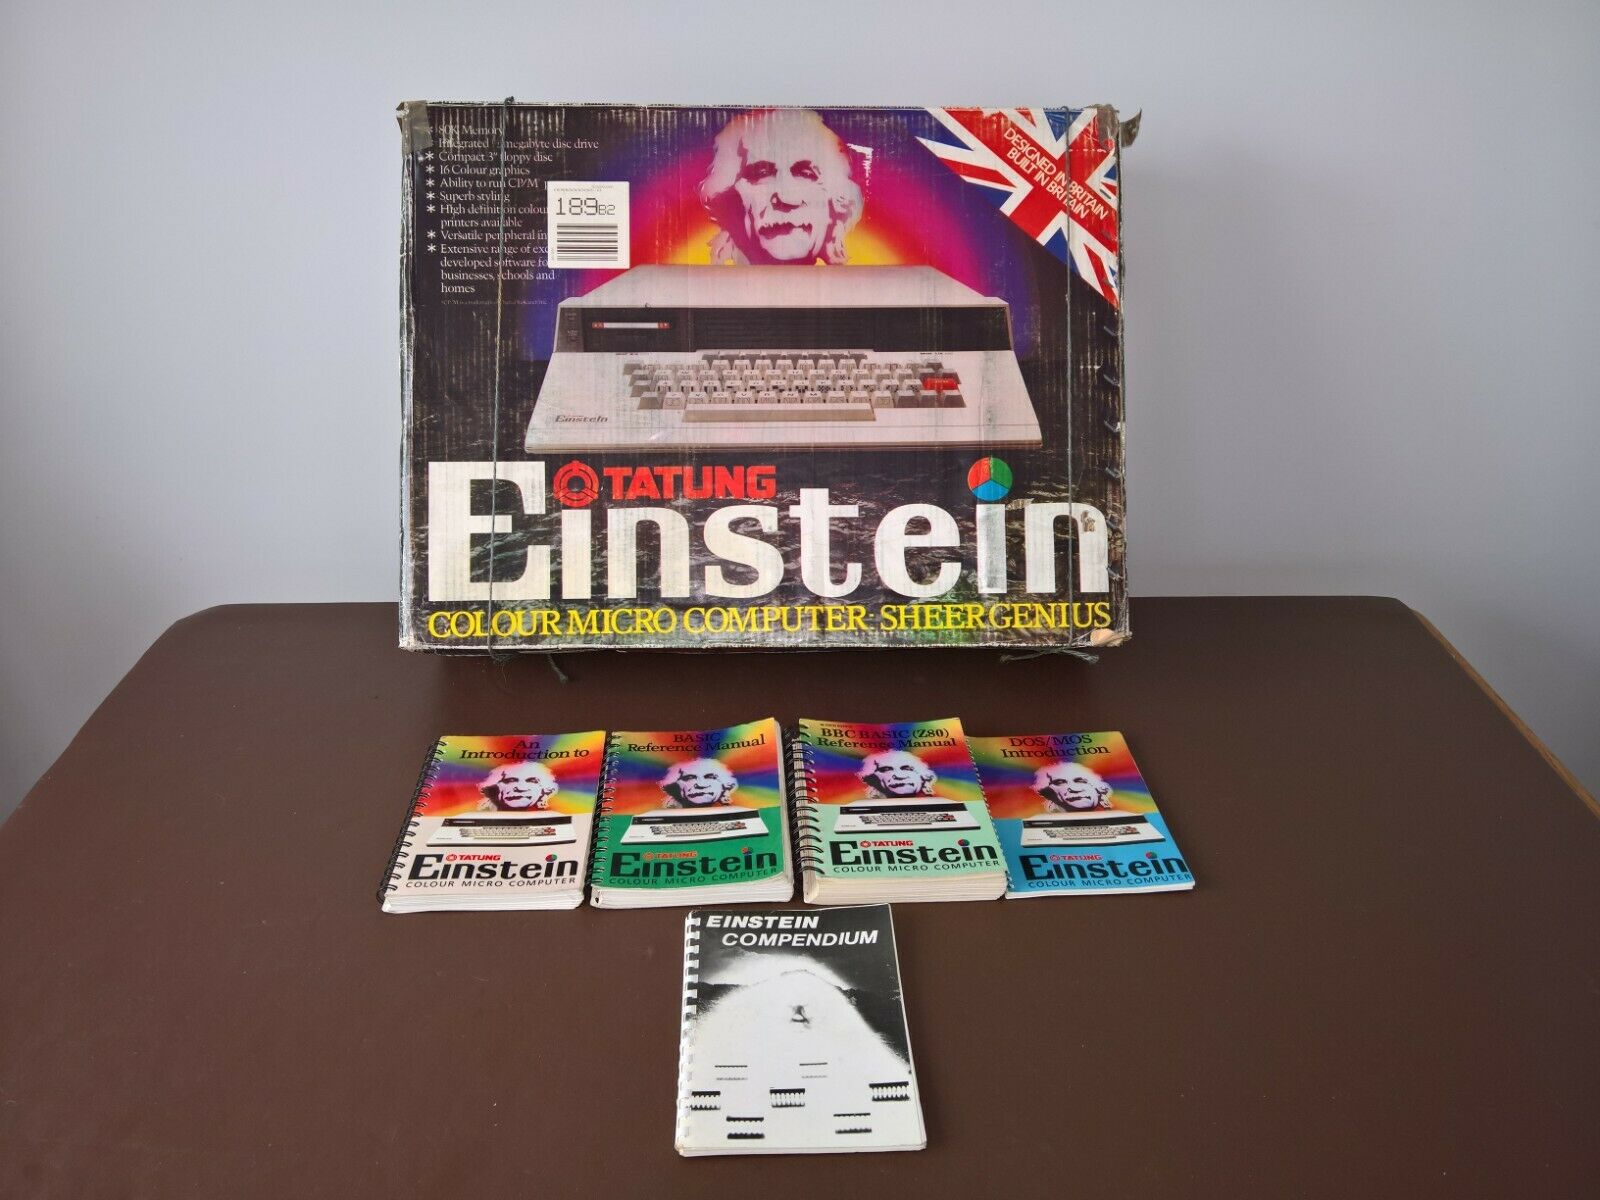 80K Memory
Integrated megabyte disc drive
* Compact 3" floppy disc
* 16 Colour graphics
* Ability to run CP/M
* Superb styling
* High definition colour
printers available
* Versatile peripheral
* Extensive range of
developed software
businesses, schools and
homes
189B2
DESIGNED IN BRITAIN
BUILT IN BRITAIN
Einstein
TATUNG
Einstein
COLOUR MICRO COMPUTER: SHEER GENIUS
An
Introduction to
TATUNG
Einstein
COLOUR MICRO COMPUTER
BASIC
Reference Manual
TATUNG
Einstein
COLOUR MICRO COMPUTER
BBC BASIC (Z80)
Reference Manual
TATUNG
Einstein
COLOUR MICRO COMPUTER
DOS/MOS
Introduction
TATUNG
Einstein
COLOUR MICRO COMPUTER
EINSTEIN
COMPENDIUM